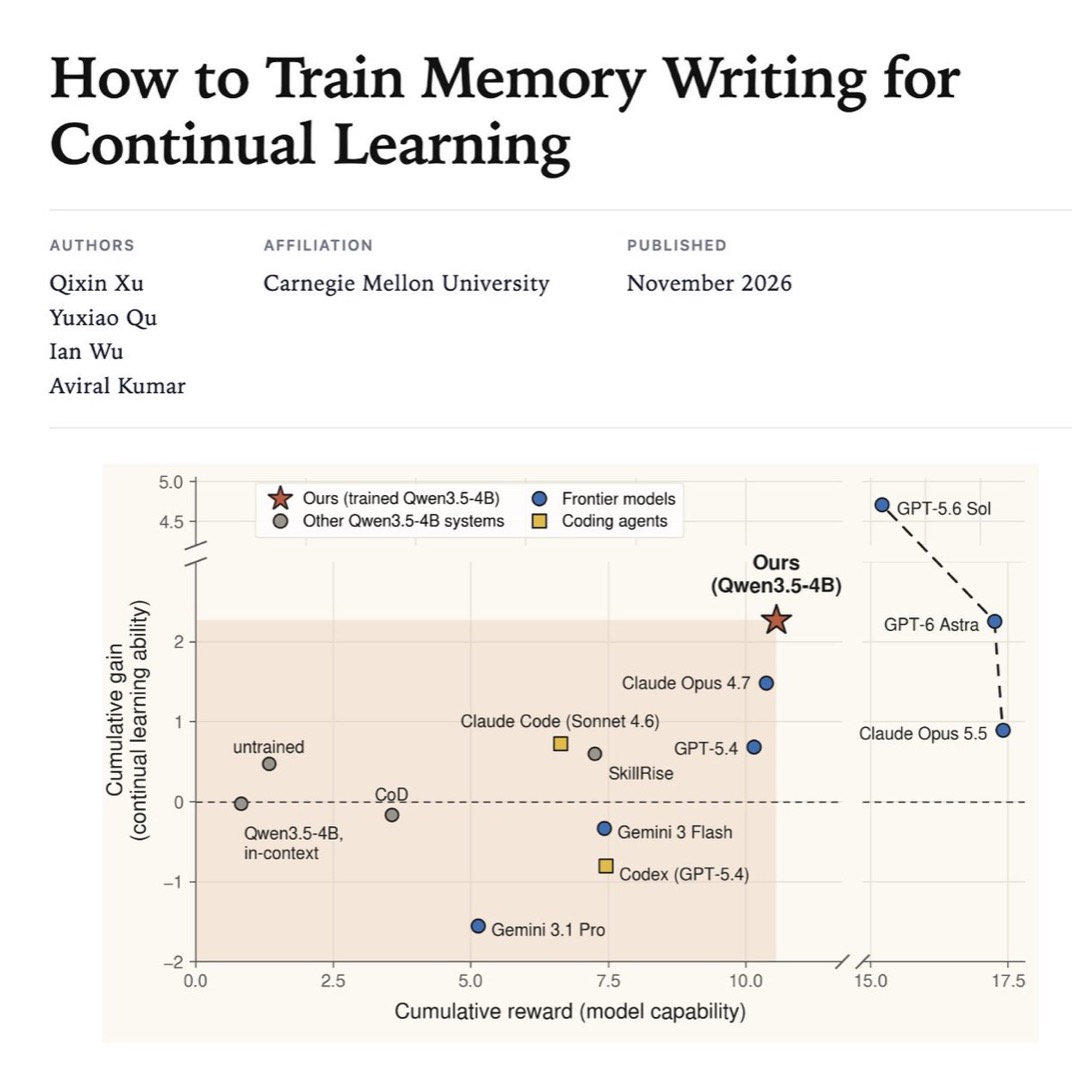 How to Train Memory Writing for
Continual Learning
AUTHORS
Qixin Xu
Yuxiao Qu
Ian Wu
Aviral Kumar
AFFILIATION
Carnegie Mellon University
PUBLISHED
November 2026
5.0
4.5
2
1
0
−1
−2
Cumulative gain
(continual learning ability)
Ours (trained Qwen3.5-4B)
Other Qwen3.5-4B systems
Frontier models
Coding agents
GPT-5.6 Sol
Ours
(Qwen3.5-4B)
GPT-6 Astra
Claude Opus 4.7
Claude Code (Sonnet 4.6)
GPT-5.4
Claude Opus 5.5
untrained
SkillRise
CoD
Qwen3.5-4B,
in-context
Gemini 3 Flash
Codex (GPT-5.4)
Gemini 3.1 Pro
0.0
2.5
5.0
7.5
10.0
15.0
17.5
Cumulative reward (model capability)